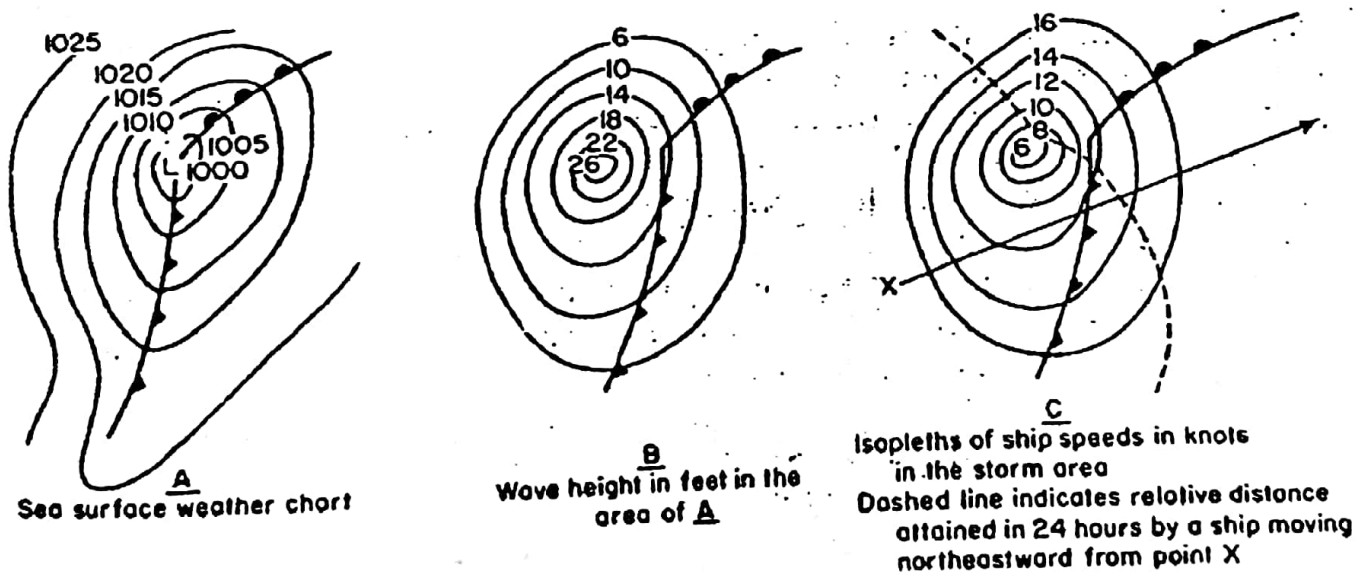 1025
1020
1015
1010
1005
L 1000
A
Sea surface weather chart
6
10
14
18
22
26
B
Wave height in feet in the
area of A
16
14
12
10
8
6
X
C
Isopleths of ship speeds in knots
in the storm area
Dashed line indicates relative distance
attained in 24 hours by a ship moving
northeastward from point X